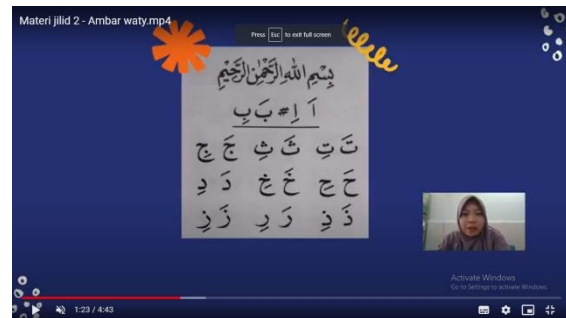 Materi jilid 2 - Ambar waty.mp4
Press Esc to exit full screen
بِسْمِ اللهِ الرَّحْمٰنِ الرَّحِيْمِ
اَ اِ * بَ بِ
تَ تِ ثَ ثِ جَ جِ
حَ حِ خَ خِ دَ دِ
ذَ ذِ رَ رِ زَ زِ
Activate Windows
Go to Settings to activate Windows.
1:23 / 4:43